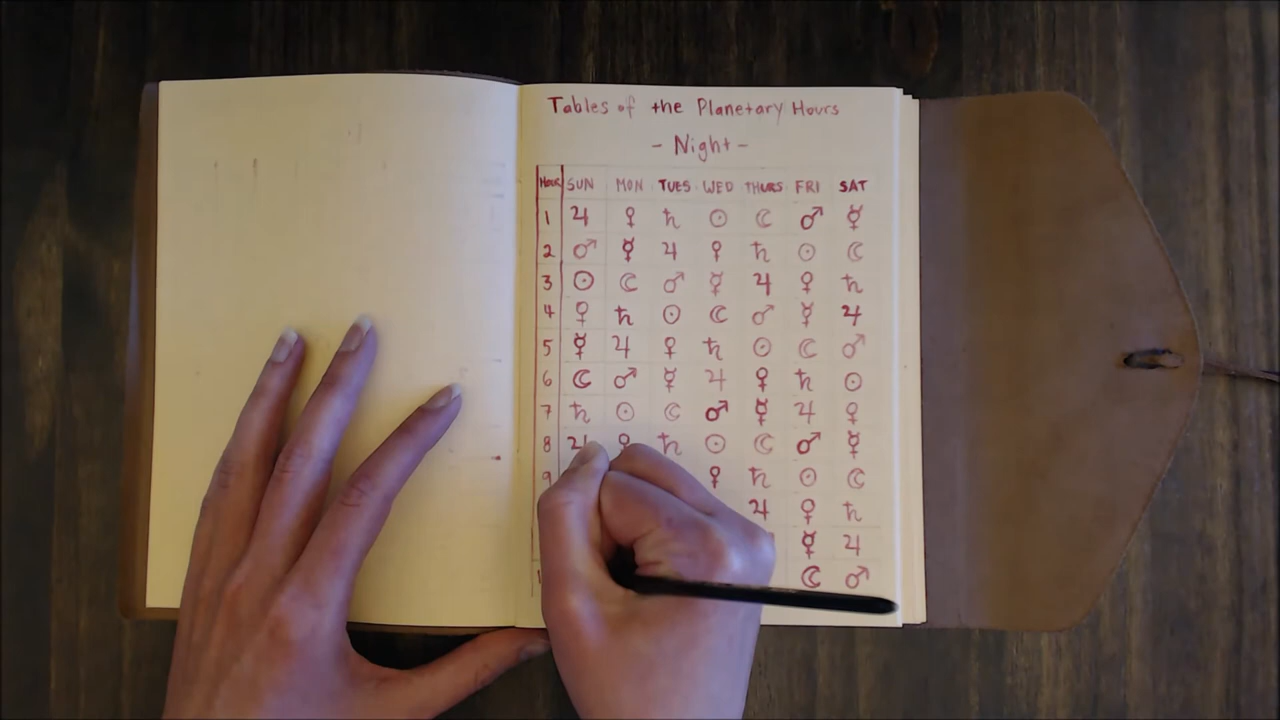 Tables of the Planetary Hours
- Night -
Hour SUN MON TUES WED THURS FRI SAT
1 ♃ ♀ ♄ ☉ ☾ ♂ ☿
2 ♂ ☿ ♃ ♀ ♄ ☉ ☾
3 ☉ ☾ ♂ ☿ ♃ ♀ ♄
4 ♀ ♄ ☉ ☾ ♂ ☿ ♃
5 ☿ ♃ ♀ ♄ ☉ ☾ ♂
6 ☾ ♂ ☿ ♃ ♀ ♄ ☉
7 ♄ ☉ ☾ ♂ ☿ ♃ ♀
8 ♃ ♀ ♄ ☉ ☾ ♂ ☿
9 ♀ ♄ ☉ ☾
♃ ♀ ♄
☿ ♃
☾ ♂